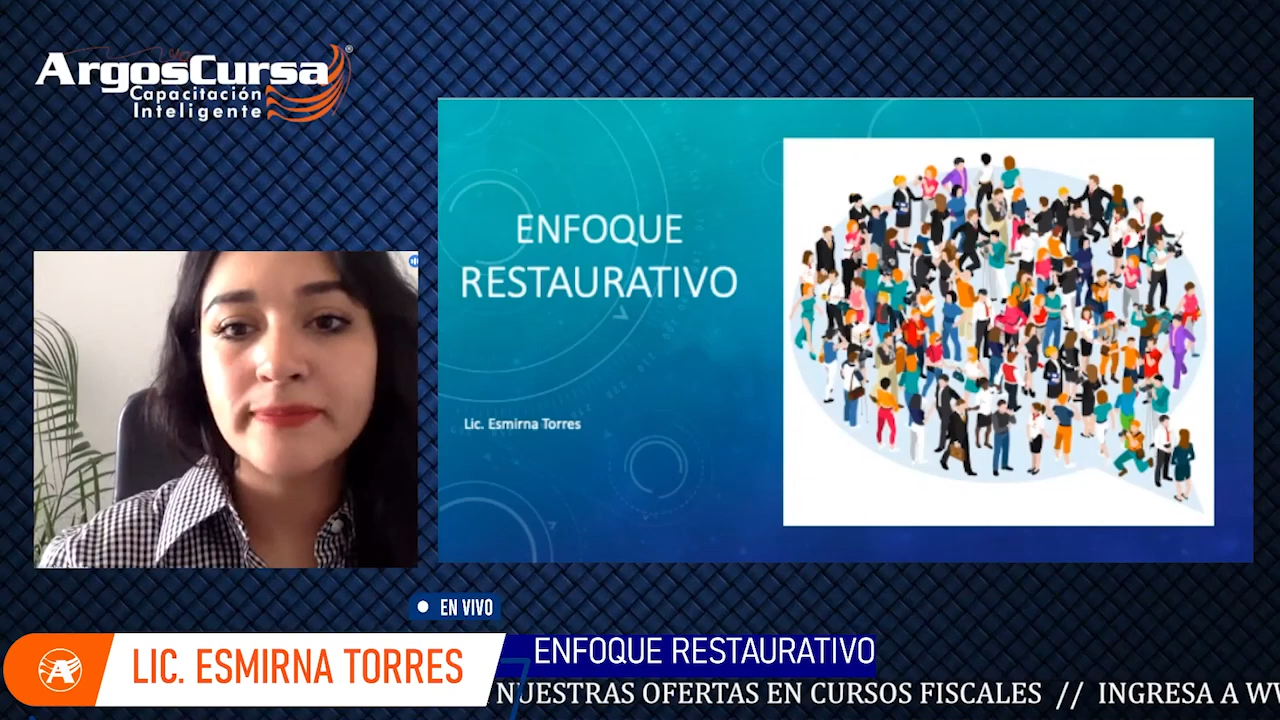 ArgosCursa®
Capacitación
Inteligente
ENFOQUE
RESTAURATIVO
Lic. Esmirna Torres
EN VIVO
LIC. ESMIRNA TORRES
ENFOQUE RESTAURATIVO
NUESTRAS OFERTAS EN CURSOS FISCALES // INGRESA A